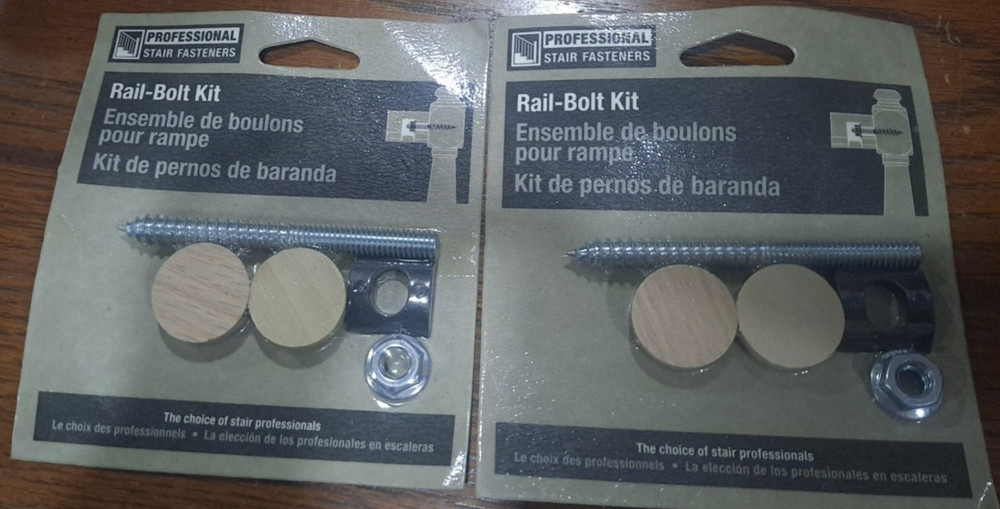 PROFESSIONAL
STAIR FASTENERS
Rail-Bolt Kit
Ensemble de boulons
pour rampe
Kit de pernos de baranda
The choice of stair professionals
Le choix des professionnels • La elección de los profesionales en escaleras
PROFESSIONAL
STAIR FASTENERS
Rail-Bolt Kit
Ensemble de boulons
pour rampe
Kit de pernos de baranda
The choice of stair professionals
Le choix des professionnels • La elección de los profesionales en escaleras